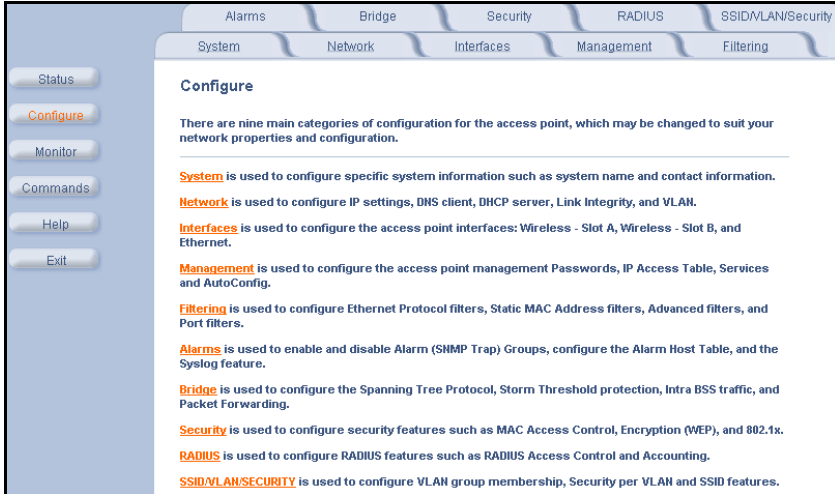 Alarms Bridge Security RADIUS SSID/VLAN/Security
System Network Interfaces Management Filtering
Status
Configure
Monitor
Commands
Help
Exit
Configure
There are nine main categories of configuration for the access point, which may be changed to suit your
network properties and configuration.
System is used to configure specific system information such as system name and contact information.
Network is used to configure IP settings, DNS client, DHCP server, Link Integrity, and VLAN.
Interfaces is used to configure the access point interfaces: Wireless - Slot A, Wireless - Slot B, and
Ethernet.
Management is used to configure the access point management Passwords, IP Access Table, Services
and AutoConfig.
Filtering is used to configure Ethernet Protocol filters, Static MAC Address filters, Advanced filters, and
Port filters.
Alarms is used to enable and disable Alarm (SNMP Trap) Groups, configure the Alarm Host Table, and the
Syslog feature.
Bridge is used to configure the Spanning Tree Protocol, Storm Threshold protection, Intra BSS traffic, and
Packet Forwarding.
Security is used to configure security features such as MAC Access Control, Encryption (WEP), and 802.1x.
RADIUS is used to configure RADIUS features such as RADIUS Access Control and Accounting.
SSID/VLAN/SECURITY is used to configure VLAN group membership, Security per VLAN and SSID features.